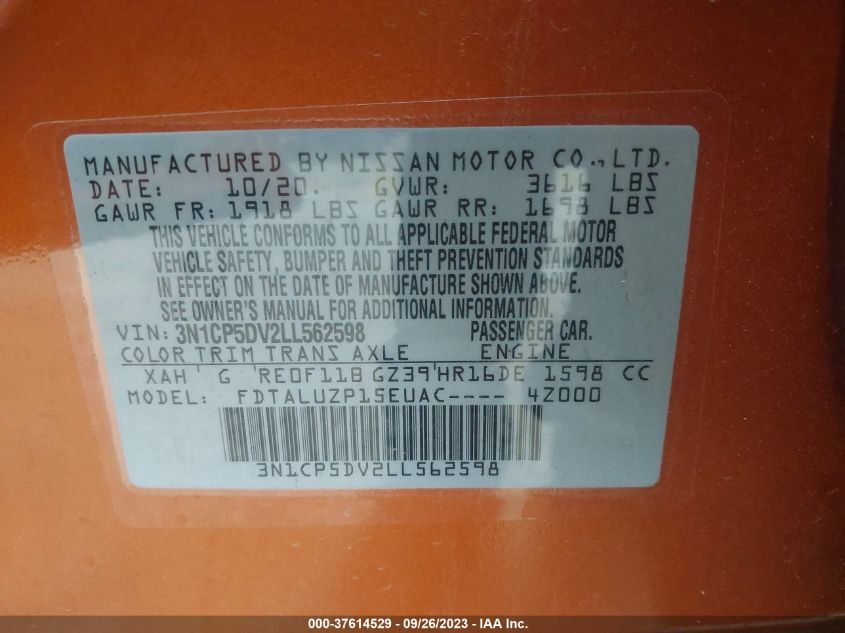 MANUFACTURED BY NISSAN MOTOR CO., LTD.
DATE: 10/20 GVWR: 3616 LBS
GAWR FR: 1918 LBS GAWR RR: 1698 LBS
THIS VEHICLE CONFORMS TO ALL APPLICABLE FEDERAL MOTOR
VEHICLE SAFETY, BUMPER AND THEFT PREVENTION STANDARDS
IN EFFECT ON THE DATE OF MANUFACTURE SHOWN ABOVE.
SEE OWNER'S MANUAL FOR ADDITIONAL INFORMATION.
VIN: 3N1CP5DV2LL562598 PASSENGER CAR.
COLOR TRIM TRANS AXLE ENGINE
XAH G RE0F11B GZ39 HR16DE 1598 CC
MODEL: FDTALUZP15EUAC---- 4Z000
3N1CP5DV2LL562598
000-37614529 - 09/26/2023 - IAA Inc.